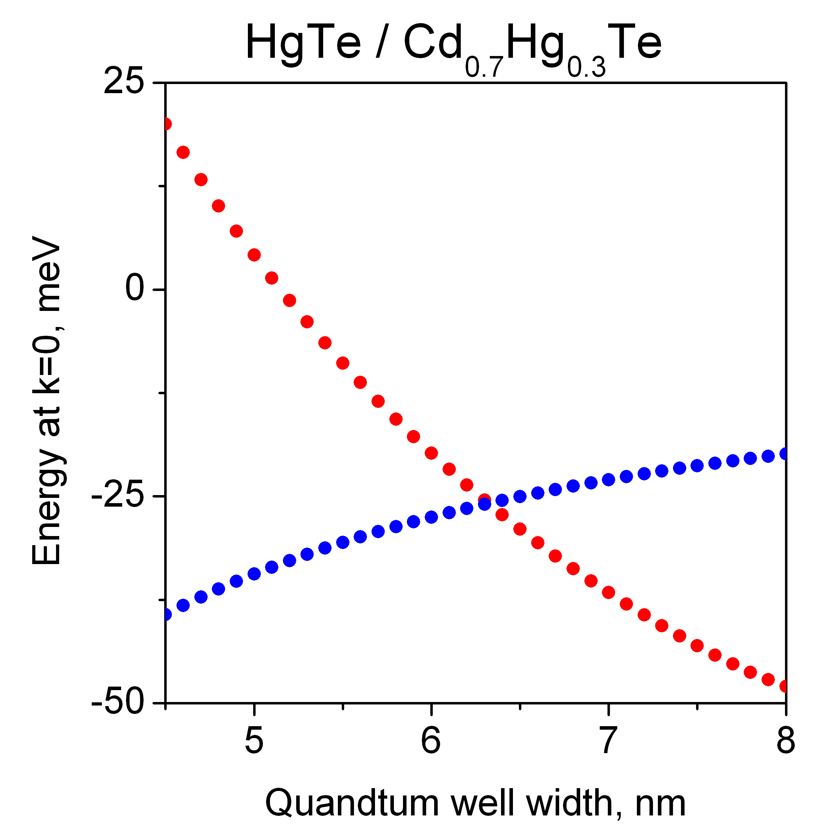 HgTe / Cd0.7Hg0.3Te
25
0
-25
-50
Energy at k=0, meV
5 6 7 8
Quandtum well width, nm